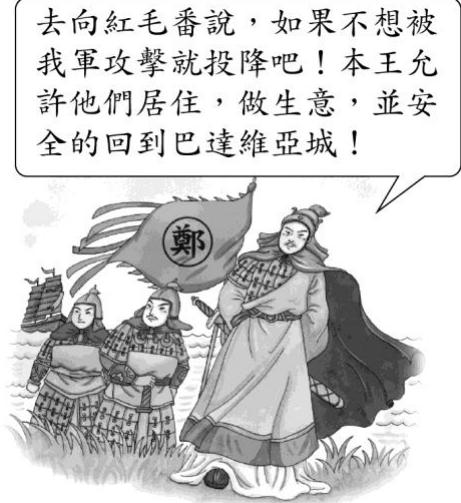 去向紅毛番說，如果不想被
我軍攻擊就投降吧！本王允
許他們居住，做生意，並安
全的回到巴達維亞城！
鄭